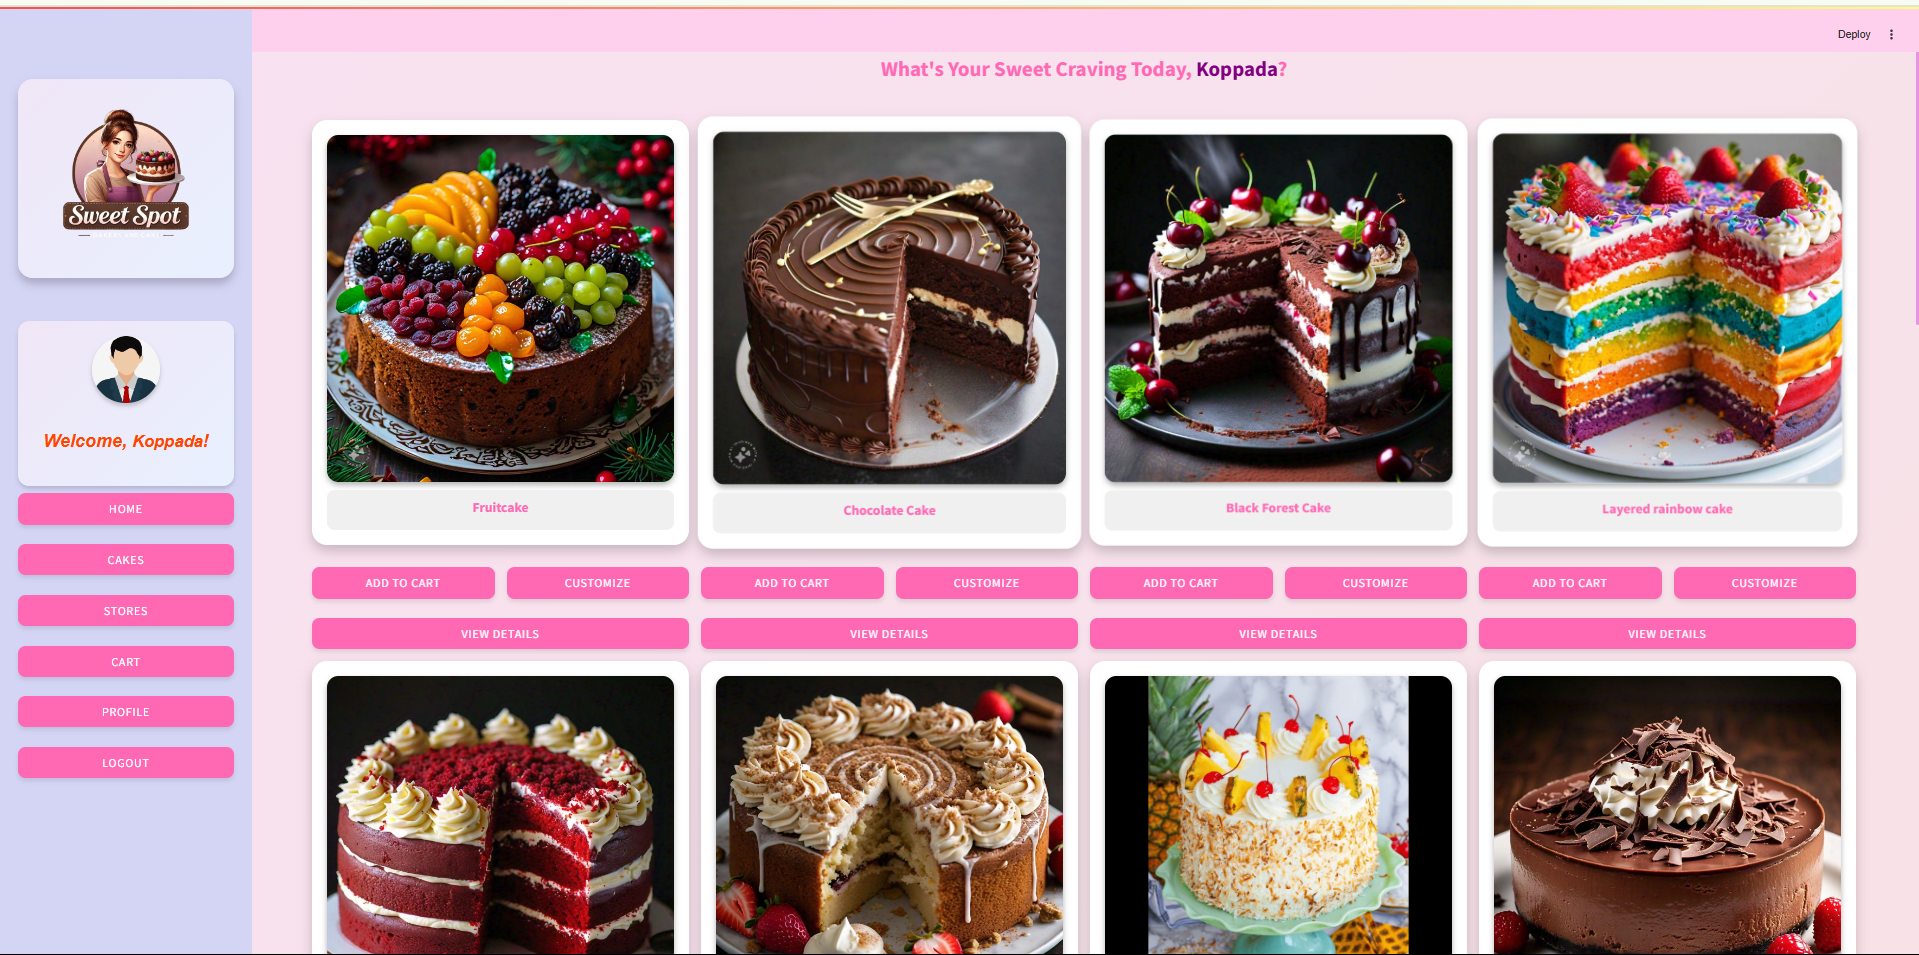 Deploy
What's Your Sweet Craving Today, Koppada?
Sweet Spot
Welcome, Koppada!
HOME
CAKES
STORES
CART
PROFILE
LOGOUT
Fruitcake
Chocolate Cake
Black Forest Cake
Layered rainbow cake
ADD TO CART CUSTOMIZE ADD TO CART CUSTOMIZE ADD TO CART CUSTOMIZE ADD TO CART CUSTOMIZE
VIEW DETAILS VIEW DETAILS VIEW DETAILS VIEW DETAILS